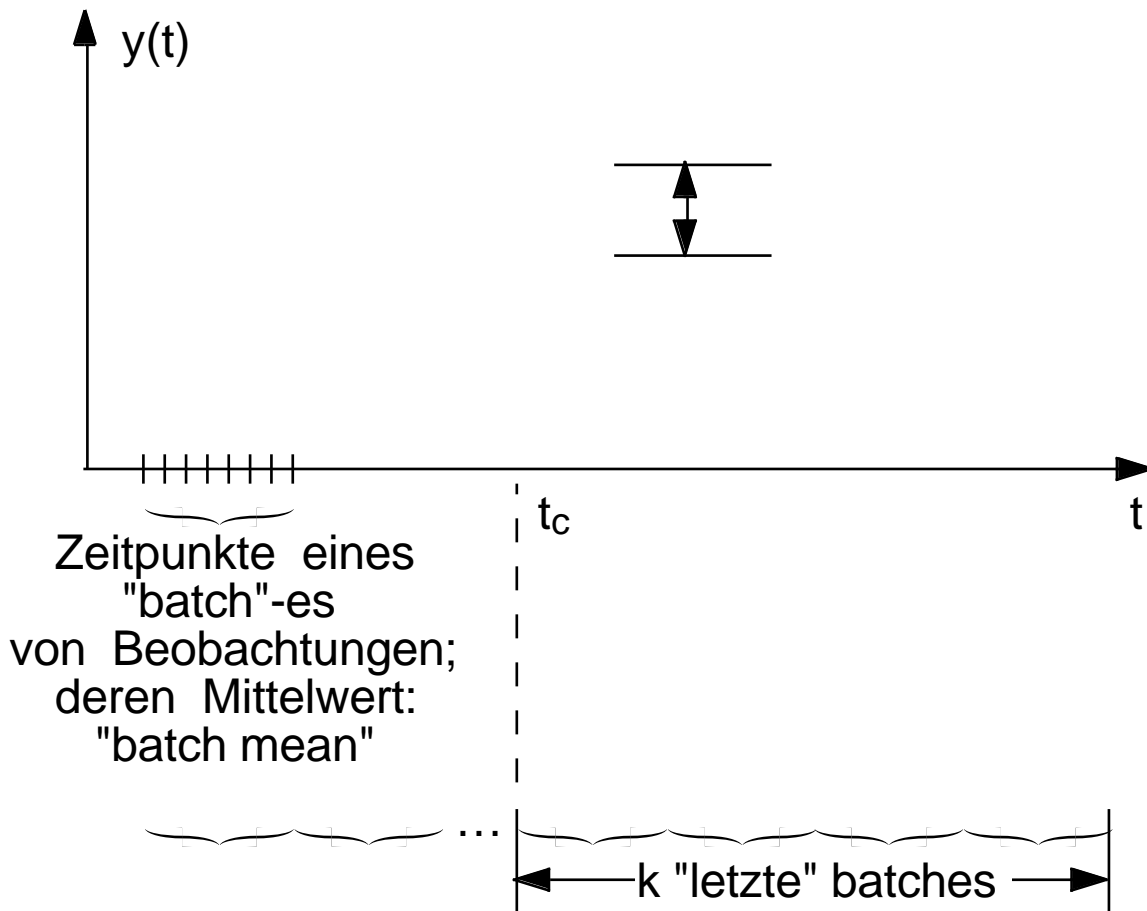 y(t)
t_c
t
Zeitpunkte eines
"batch"-es
von Beobachtungen;
deren Mittelwert:
"batch mean"
...
k "letzte" batches